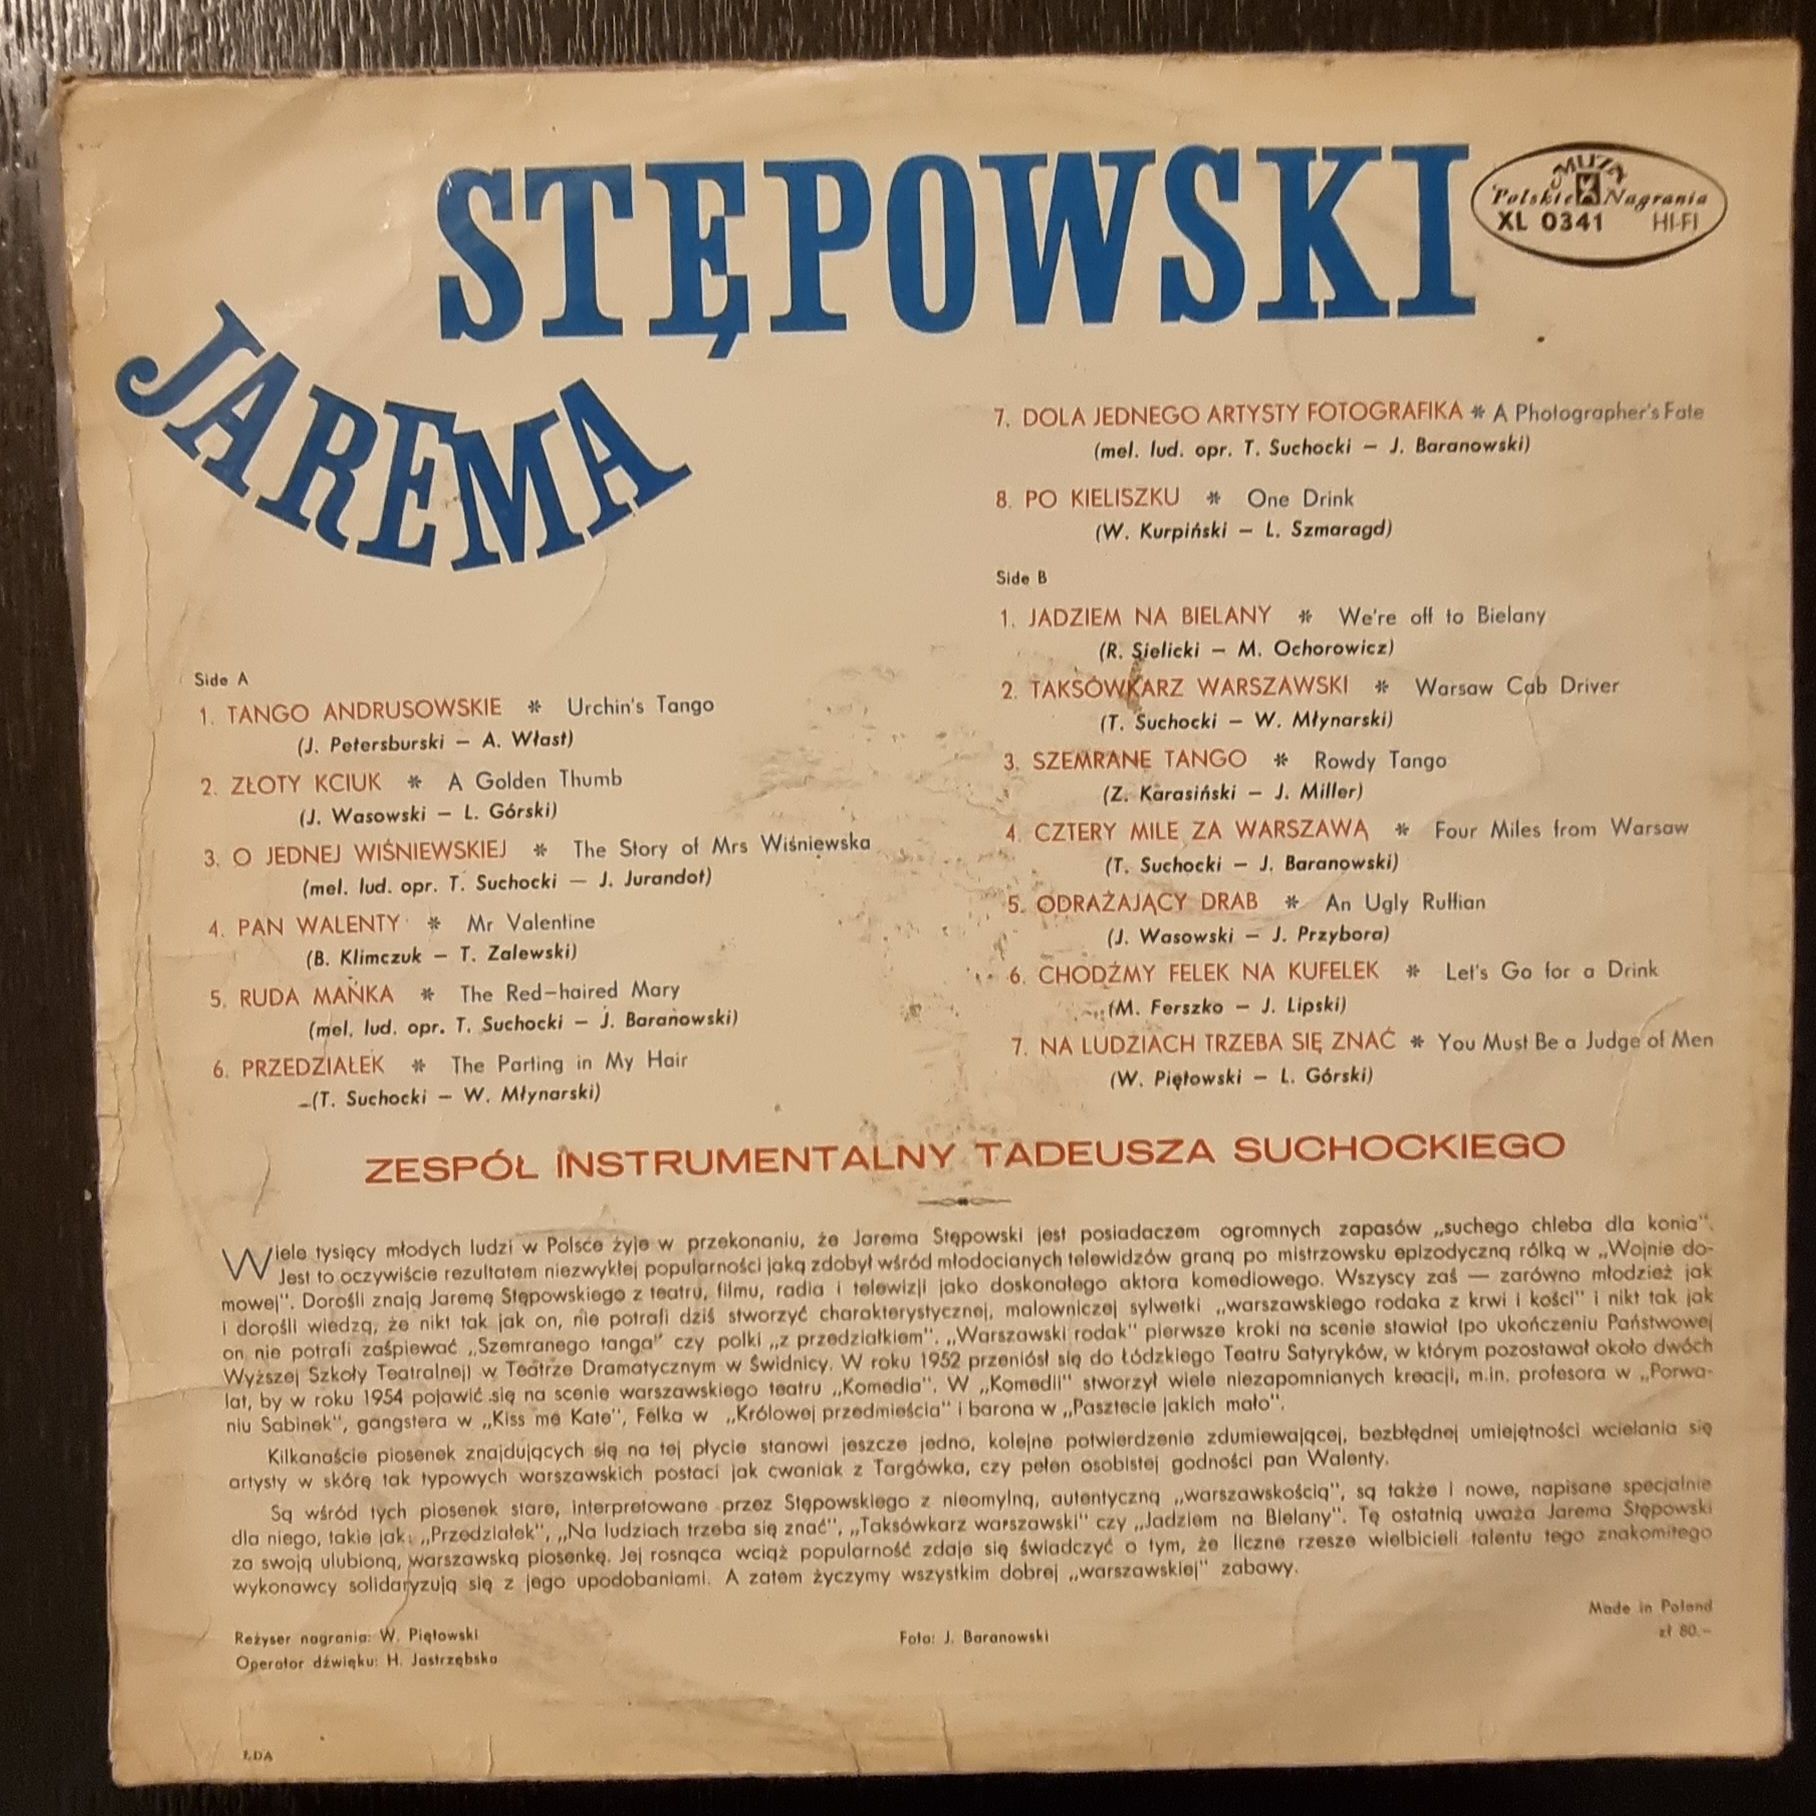 JAREMA
STĘPOWSKI
MUZA
Polskie Nagrania
XL 0341 HI-FI
Side A
1. TANGO ANDRUSOWSKIE * Urchin's Tango
(J. Petersburski – A. Włast)
2. ZŁOTY KCIUK * A Golden Thumb
(J. Wasowski – L. Górski)
3. O JEDNEJ WIŚNIEWSKIEJ * The Story of Mrs Wiśniewska
(mel. lud. opr. T. Suchocki — J. Jurandot)
4. PAN WALENTY * Mr Valentine
(B. Klimczuk – T. Zalewski)
5. RUDA MAŃKA * The Red-haired Mary
(mel. lud. opr. T. Suchocki – J. Baranowski)
6. PRZEDZIAŁEK * The Parting in My Hair
(T. Suchocki – W. Młynarski)
7. DOLA JEDNEGO ARTYSTY FOTOGRAFIKA * A Photographer's Fate
(mel. lud. opr. T. Suchocki – J. Baranowski)
8. PO KIELISZKU * One Drink
(W. Kurpiński – L. Szmaragd)
Side B
1. JADZIEM NA BIELANY * We're off to Bielany
(R. Sielicki – M. Ochorowicz)
2. TAKSÓWKARZ WARSZAWSKI * Warsaw Cab Driver
(T. Suchocki – W. Młynarski)
3. SZEMRANE TANGO * Rowdy Tango
(Z. Karasiński – J. Miller)
4. CZTERY MILE ZA WARSZAWĄ * Four Miles from Warsaw
(T. Suchocki – J. Baranowski)
5. ODRAŻAJĄCY DRAB * An Ugly Ruffian
(J. Wasowski – J. Przybora)
6. CHODŹMY FELEK NA KUFELEK * Let's Go for a Drink
(M. Ferszko – J. Lipski)
7. NA LUDZIACH TRZEBA SIĘ ZNAĆ * You Must Be a Judge of Men
(W. Piętowski – L. Górski)
ZESPÓŁ INSTRUMENTALNY TADEUSZA SUCHOCKIEGO
Wiele tysięcy młodych ludzi w Polsce żyje w przekonaniu, że Jarema Stępowski jest posiadaczem ogromnych zapasów „suchego chleba dla konia".
Jest to oczywiście rezultatem niezwykłej popularności jaką zdobył wśród młodocianych telewidzów graną po mistrzowsku epizodyczną rólką w „Wojnie do-
mowej". Dorośli znają Jaremę Stępowskiego z teatru, filmu, radia i telewizji jako doskonałego aktora komediowego. Wszyscy zaś — zarówno młodzież jak
i dorośli wiedzą, że nikt tak jak on, nie potrafi dziś stworzyć charakterystycznej, malowniczej sylwetki „warszawskiego rodaka z krwi i kości" i nikt tak jak
on nie potrafi zaśpiewać „Szemranego tanga" czy polki „z przedziałkiem". „Warszawski rodak" pierwsze kroki na scenie stawiał (po ukończeniu Państwowej
Wyższej Szkoły Teatralnej) w Teatrze Dramatycznym w Świdnicy. W roku 1952 przeniósł się do Łódzkiego Teatru Satyryków, w którym pozostawał około dwóch
lat, by w roku 1954 pojawić się na scenie warszawskiego teatru „Komedia". W „Komedii" stworzył wiele niezapomnianych kreacji, m.in. profesora w „Porwa-
niu Sabinek", gangstera w „Kiss me Kate", Felka w „Królowej przedmieścia" i barona w „Pasztecie jakich mało".
Kilkanaście piosenek znajdujących się na tej płycie stanowi jeszcze jedno, kolejne potwierdzenie zdumiewającej, bezbłędnej umiejętności wcielania się
artysty w skórę tak typowych warszawskich postaci jak cwaniak z Targówka, czy pełen osobistej godności pan Walenty.
Są wśród tych piosenek stare, interpretowane przez Stępowskiego z nieomylną, autentyczną „warszawskością", są także i nowe, napisane specjalnie
dla niego, takie jak: „Przedziałek", „Na ludziach trzeba się znać", „Taksówkarz warszawski" czy „Jadziem na Bielany". Tę ostatnią uważa Jarema Stępowski
za swoją ulubioną, warszawską piosenkę. Jej rosnąca wciąż popularność zdaje się świadczyć o tym, że liczne rzesze wielbicieli talentu tego znakomitego
wykonawcy solidaryzują się z jego upodobaniami. A zatem życzymy wszystkim dobrej „warszawskiej" zabawy.
Reżyser nagrania: W. Piętowski
Operator dźwięku: H. Jastrzębska
Foto: J. Baranowski
Made in Poland
zł 80.–
ŁDA